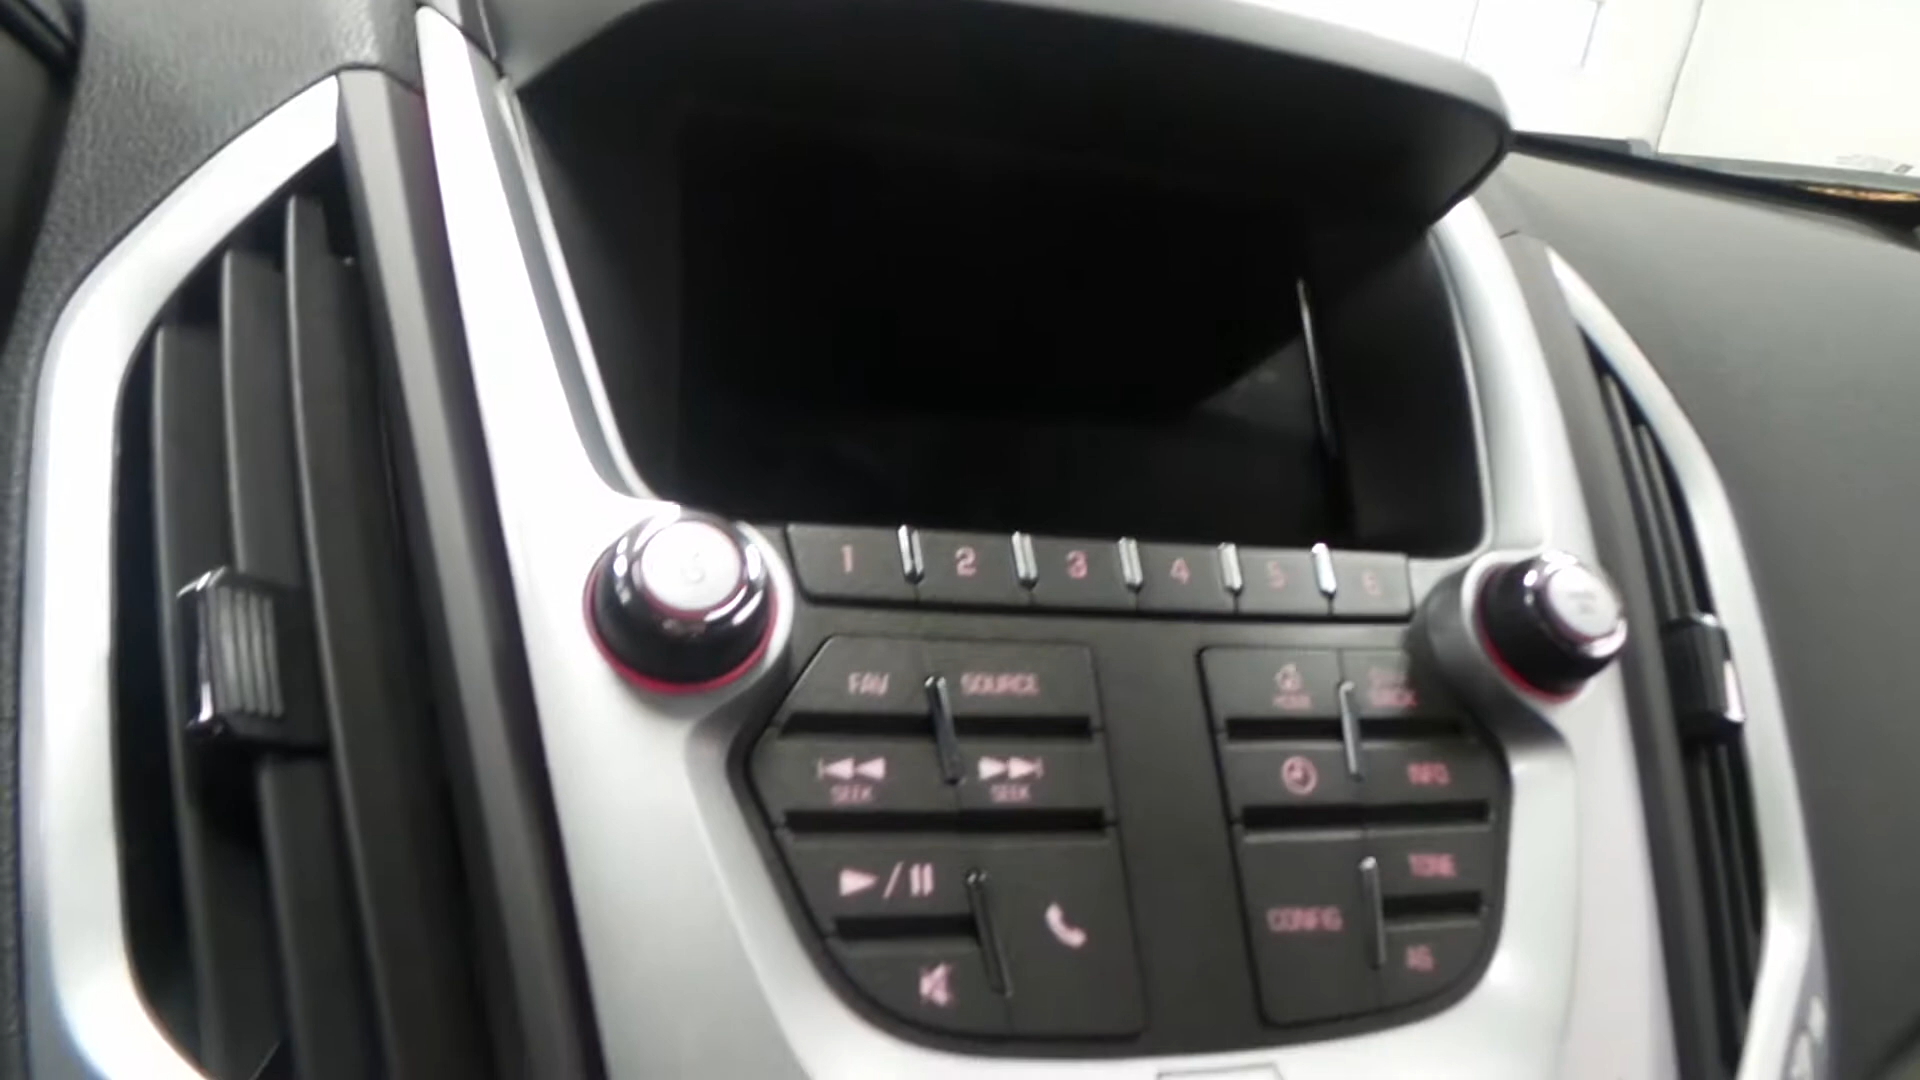 1 2 3 4 5 6
FAV SOURCE
SEEK SEEK
INFO
TONE
CONFIG
AS